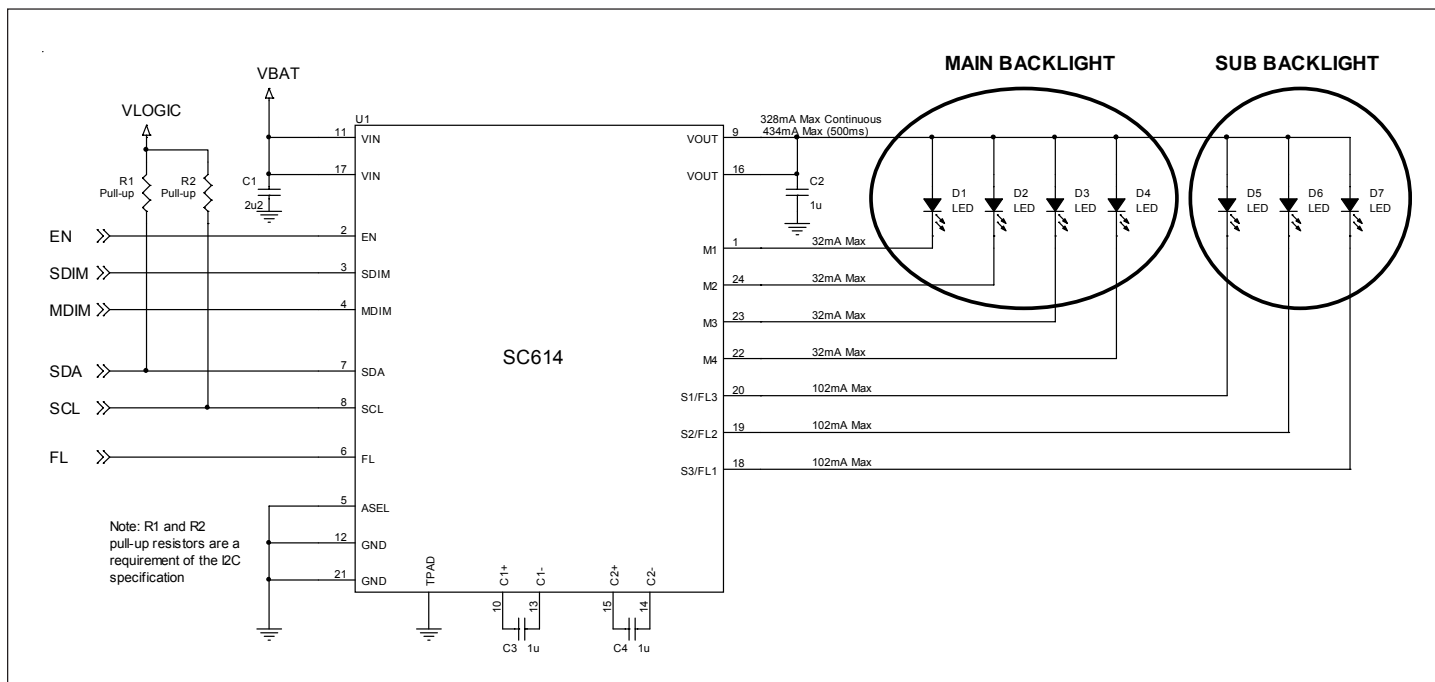 MAIN BACKLIGHT
SUB BACKLIGHT
VBAT
VLOGIC
U1
328mA Max Continuous
434mA Max (500ms)
11
VIN
VOUT
9
17
VIN
VOUT
16
R1
Pull-up
R2
Pull-up
C1
2u2
C2
1u
D1
LED
D2
LED
D3
LED
D4
LED
D5
LED
D6
LED
D7
LED
EN
2
EN
M1
1
32mA Max
SDIM
3
SDIM
M2
24
32mA Max
MDIM
4
MDIM
M3
23
32mA Max
SC614
M4
22
32mA Max
SDA
7
SDA
S1/FL3
20
102mA Max
SCL
8
SCL
S2/FL2
19
102mA Max
FL
6
FL
S3/FL1
18
102mA Max
5
ASEL
12
GND
21
GND
Note: R1 and R2
pull-up resistors are a
requirement of the I2C
specification
TPAD
C1+
C1-
C2+
C2-
10
13
15
14
C3
1u
C4
1u